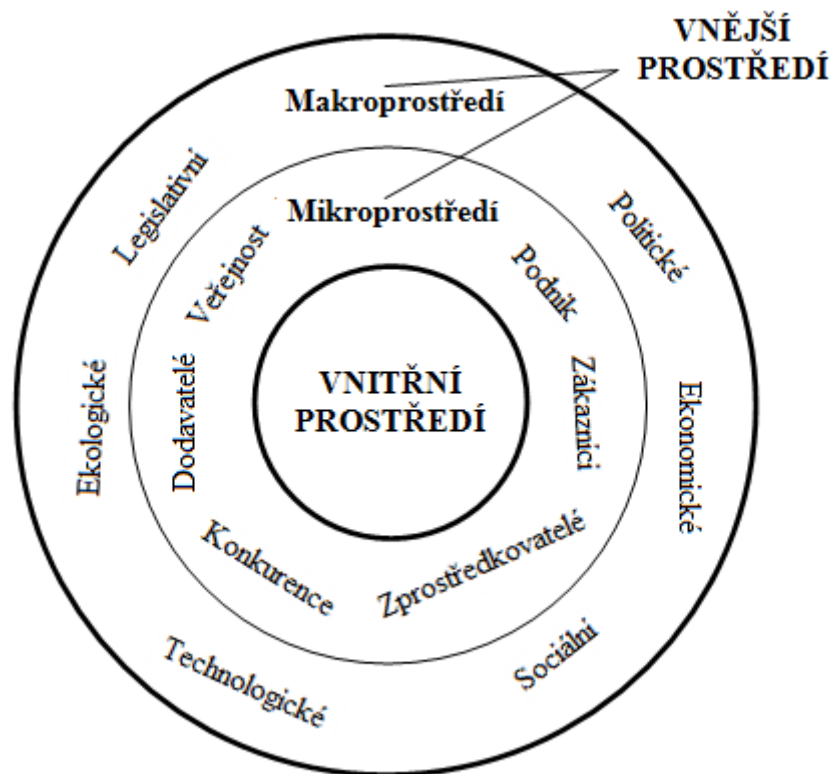 VNĚJŠÍ
PROSTŘEDÍ
Makroprostředí
Politické
Ekonomické
Sociální
Technologické
Ekologické
Legislativní
Mikroprostředí
Podnik
Zákazníci
Zprostředkovatelé
Konkurence
Dodavatelé
Veřejnost
VNITŘNÍ
PROSTŘEDÍ